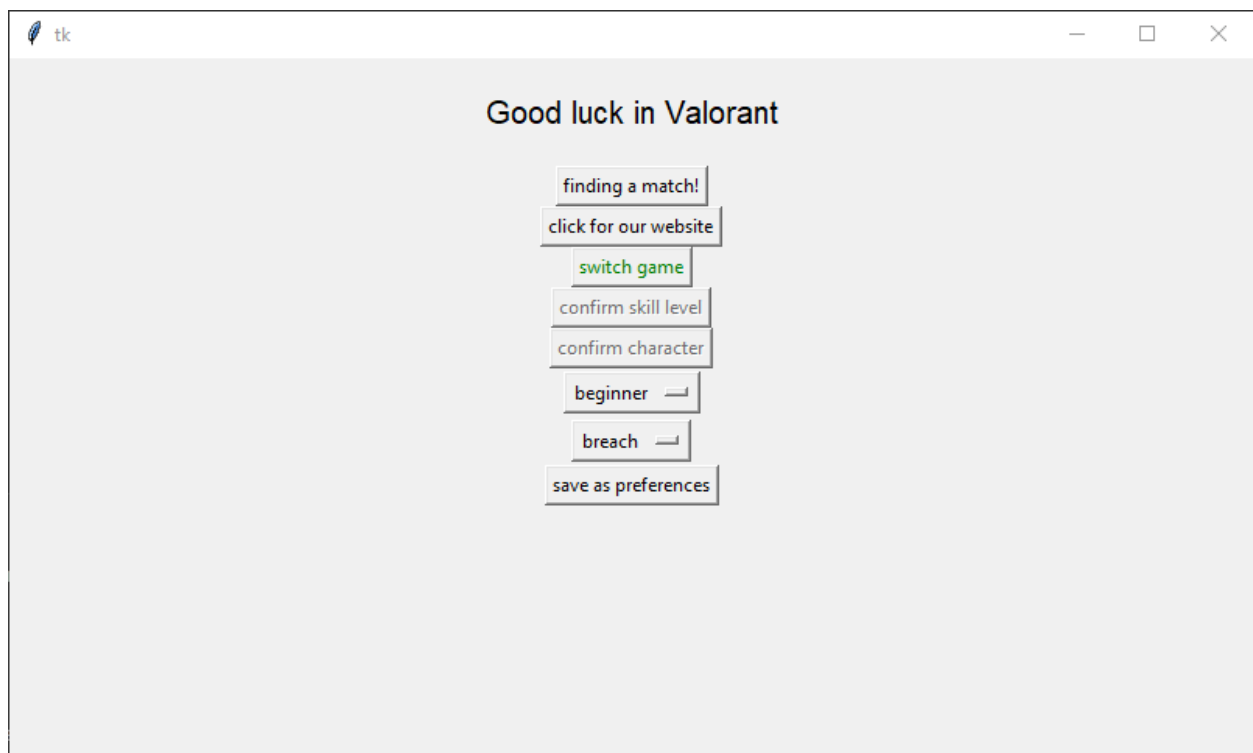 tk
Good luck in Valorant
finding a match!
click for our website
switch game
confirm skill level
confirm character
beginner
breach
save as preferences